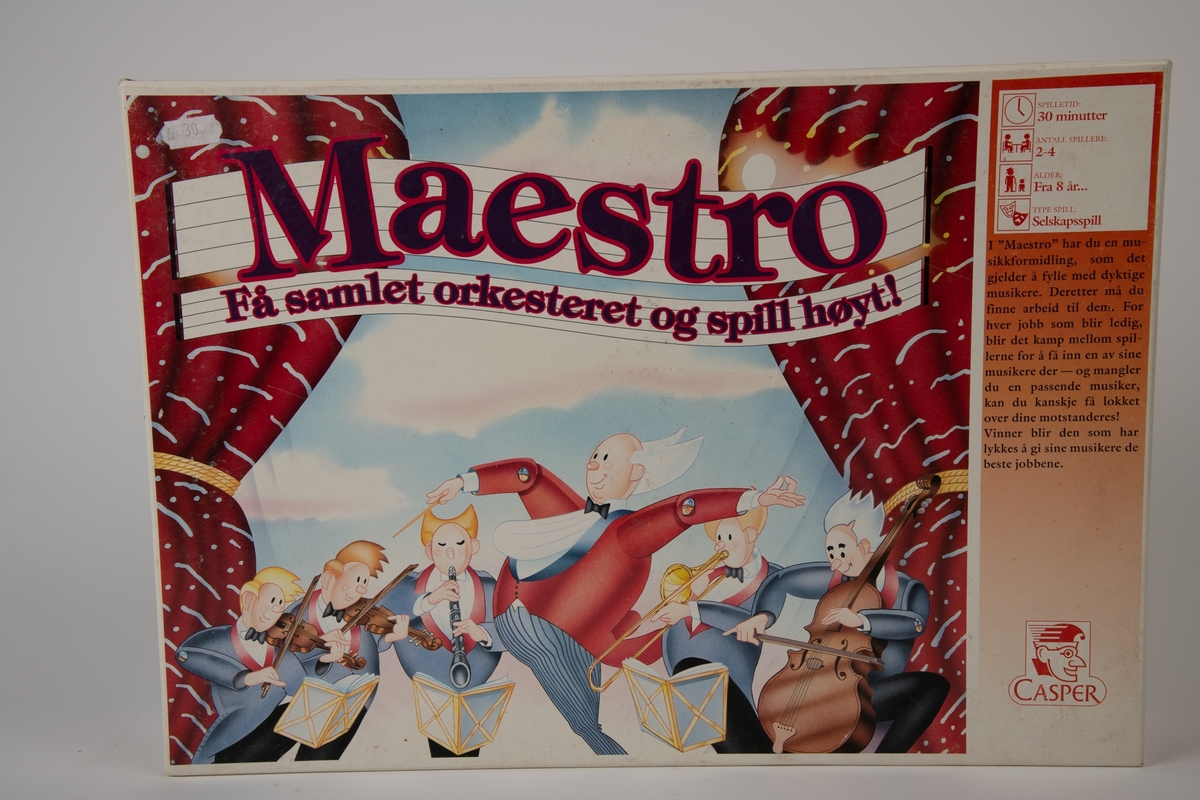 30,-
Maestro
Få samlet orkesteret og spill høyt!
SPILLETID:
30 minutter
ANTALL SPILLERE:
2-4
ALDER:
Fra 8 år...
TYPE SPILL:
Selskapsspill
I "Maestro" har du en mu-
sikkformidling, som det
gjelder å fylle med dyktige
musikere. Deretter må du
finne arbeid til dem. For
hver jobb som blir ledig,
blir det kamp mellom spil-
lerne for å få inn en av sine
musikere der — og mangler
du en passende musiker,
kan du kanskje få lokket
over dine motstanderes!
Vinner blir den som har
lykkes å gi sine musikere de
beste jobbene.
CASPER